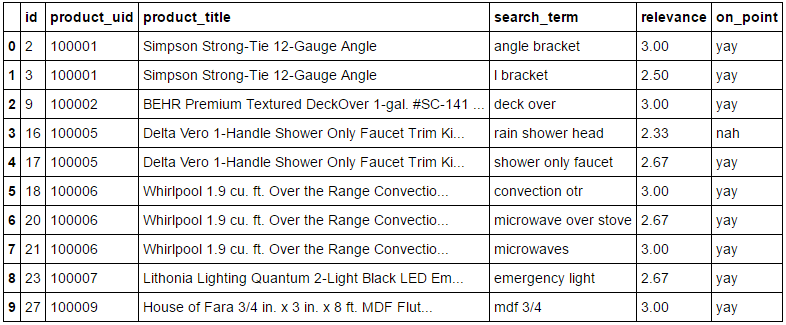 id product_uid product_title search_term relevance on_point
0 2 100001 Simpson Strong-Tie 12-Gauge Angle angle bracket 3.00 yay
1 3 100001 Simpson Strong-Tie 12-Gauge Angle l bracket 2.50 yay
2 9 100002 BEHR Premium Textured DeckOver 1-gal. #SC-141 ... deck over 3.00 yay
3 16 100005 Delta Vero 1-Handle Shower Only Faucet Trim Ki... rain shower head 2.33 nah
4 17 100005 Delta Vero 1-Handle Shower Only Faucet Trim Ki... shower only faucet 2.67 yay
5 18 100006 Whirlpool 1.9 cu. ft. Over the Range Convectio... convection otr 3.00 yay
6 20 100006 Whirlpool 1.9 cu. ft. Over the Range Convectio... microwave over stove 2.67 yay
7 21 100006 Whirlpool 1.9 cu. ft. Over the Range Convectio... microwaves 3.00 yay
8 23 100007 Lithonia Lighting Quantum 2-Light Black LED Em... emergency light 2.67 yay
9 27 100009 House of Fara 3/4 in. x 3 in. x 8 ft. MDF Flut... mdf 3/4 3.00 yay